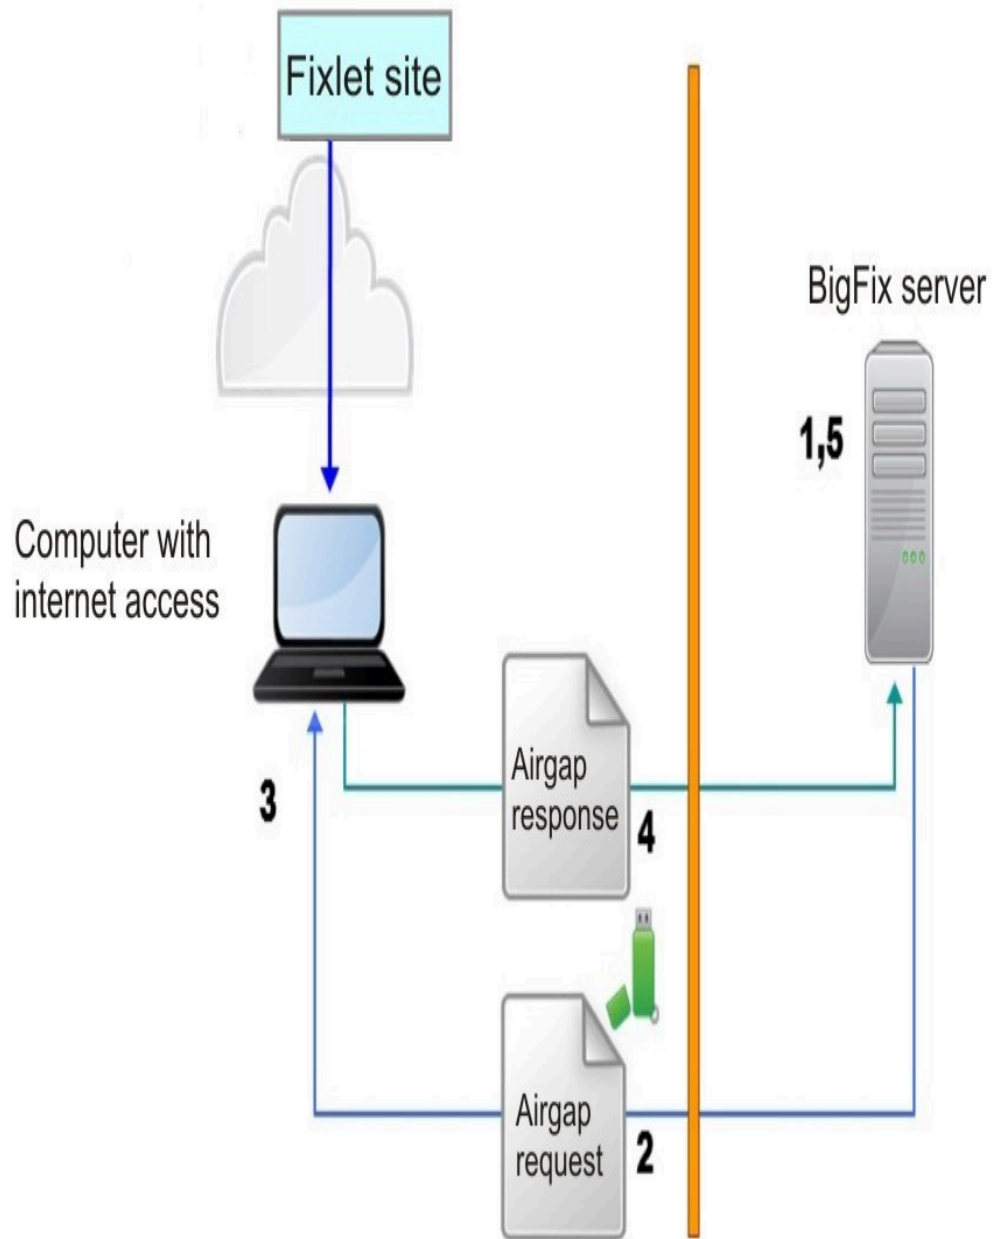 Fixlet site
BigFix server
1,5
Computer with
internet access
3
Airgap
response
4
Airgap
request
2